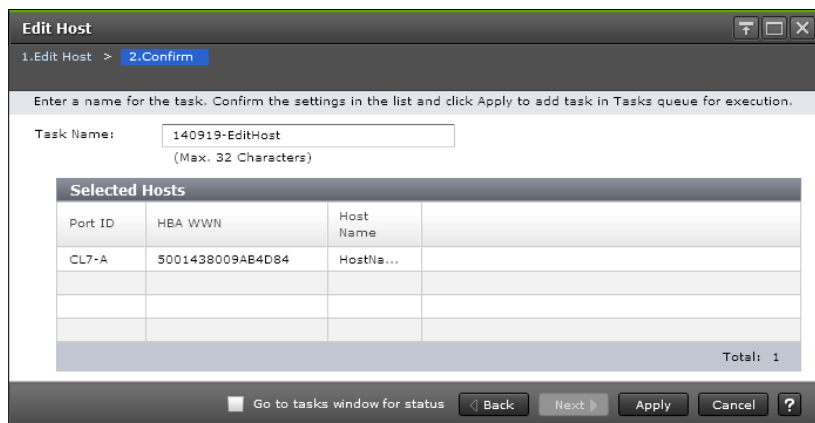 Edit Host
1.Edit Host > 2.Confirm
Enter a name for the task. Confirm the settings in the list and click Apply to add task in Tasks queue for execution.
Task Name: 140919-EditHost
(Max. 32 Characters)
Selected Hosts
Port ID HBA WWN Host Name
CL7-A 5001438009AB4D84 HostNa...
Total: 1
Go to tasks window for status Back Next Apply Cancel ?